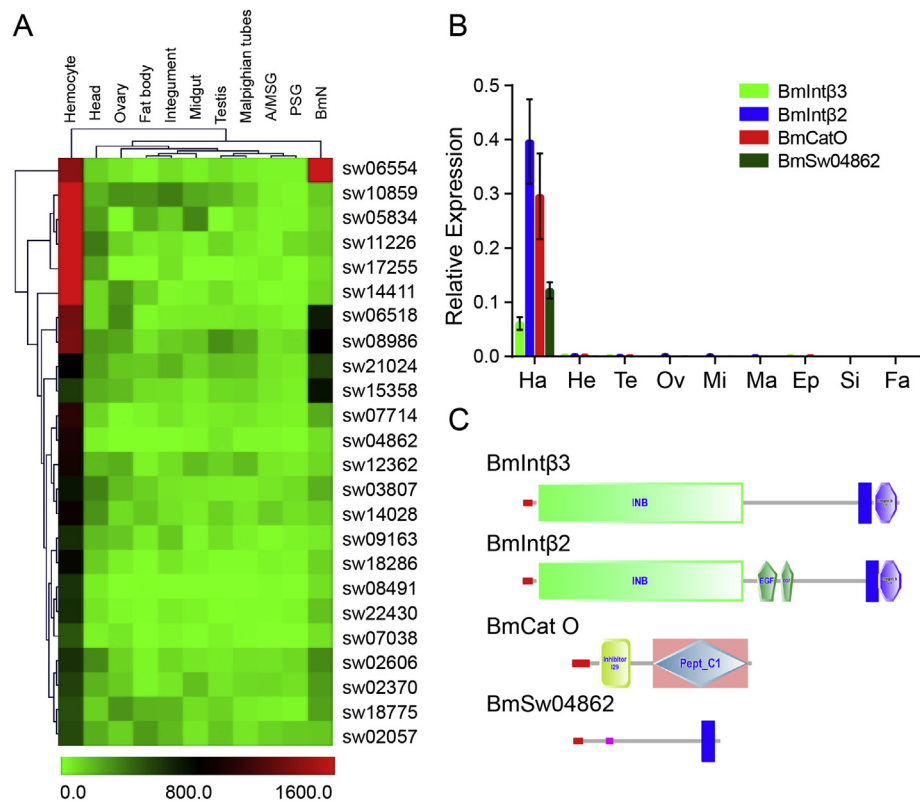 A
Hemocyte
Head
Ovary
Fat body
Integument
Midgut
Testis
Malpighian tubes
A/MSG
PSG
BmN
sw06554
sw10859
sw05834
sw11226
sw17255
sw14411
sw06518
sw08986
sw21024
sw15358
sw07714
sw04862
sw12362
sw03807
sw14028
sw09163
sw18286
sw08491
sw22430
sw07038
sw02606
sw02370
sw18775
sw02057
0.0 800.0 1600.0
B
Relative Expression
0.5
0.4
0.3
0.2
0.1
0.0
BmIntβ3
BmIntβ2
BmCatO
BmSw04862
Ha He Te Ov Mi Ma Ep Si Fa
C
BmIntβ3
INB
BmIntβ2
INB
EGF
BmCat O
Inhibitor
I29
Pept_C1
BmSw04862